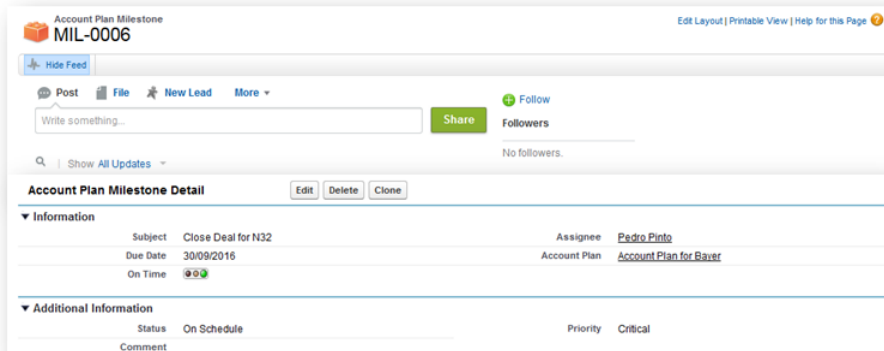 Account Plan Milestone
MIL-0006
Edit Layout | Printable View | Help for this Page ?
Hide Feed
Post File New Lead More
Write something...
Share
Follow
Followers
No followers.
Show All Updates
Account Plan Milestone Detail Edit Delete Clone
Information
Subject Close Deal for N32 Assignee Pedro Pinto
Due Date 30/09/2016 Account Plan Account Plan for Bayer
On Time
Additional Information
Status On Schedule Priority Critical
Comment